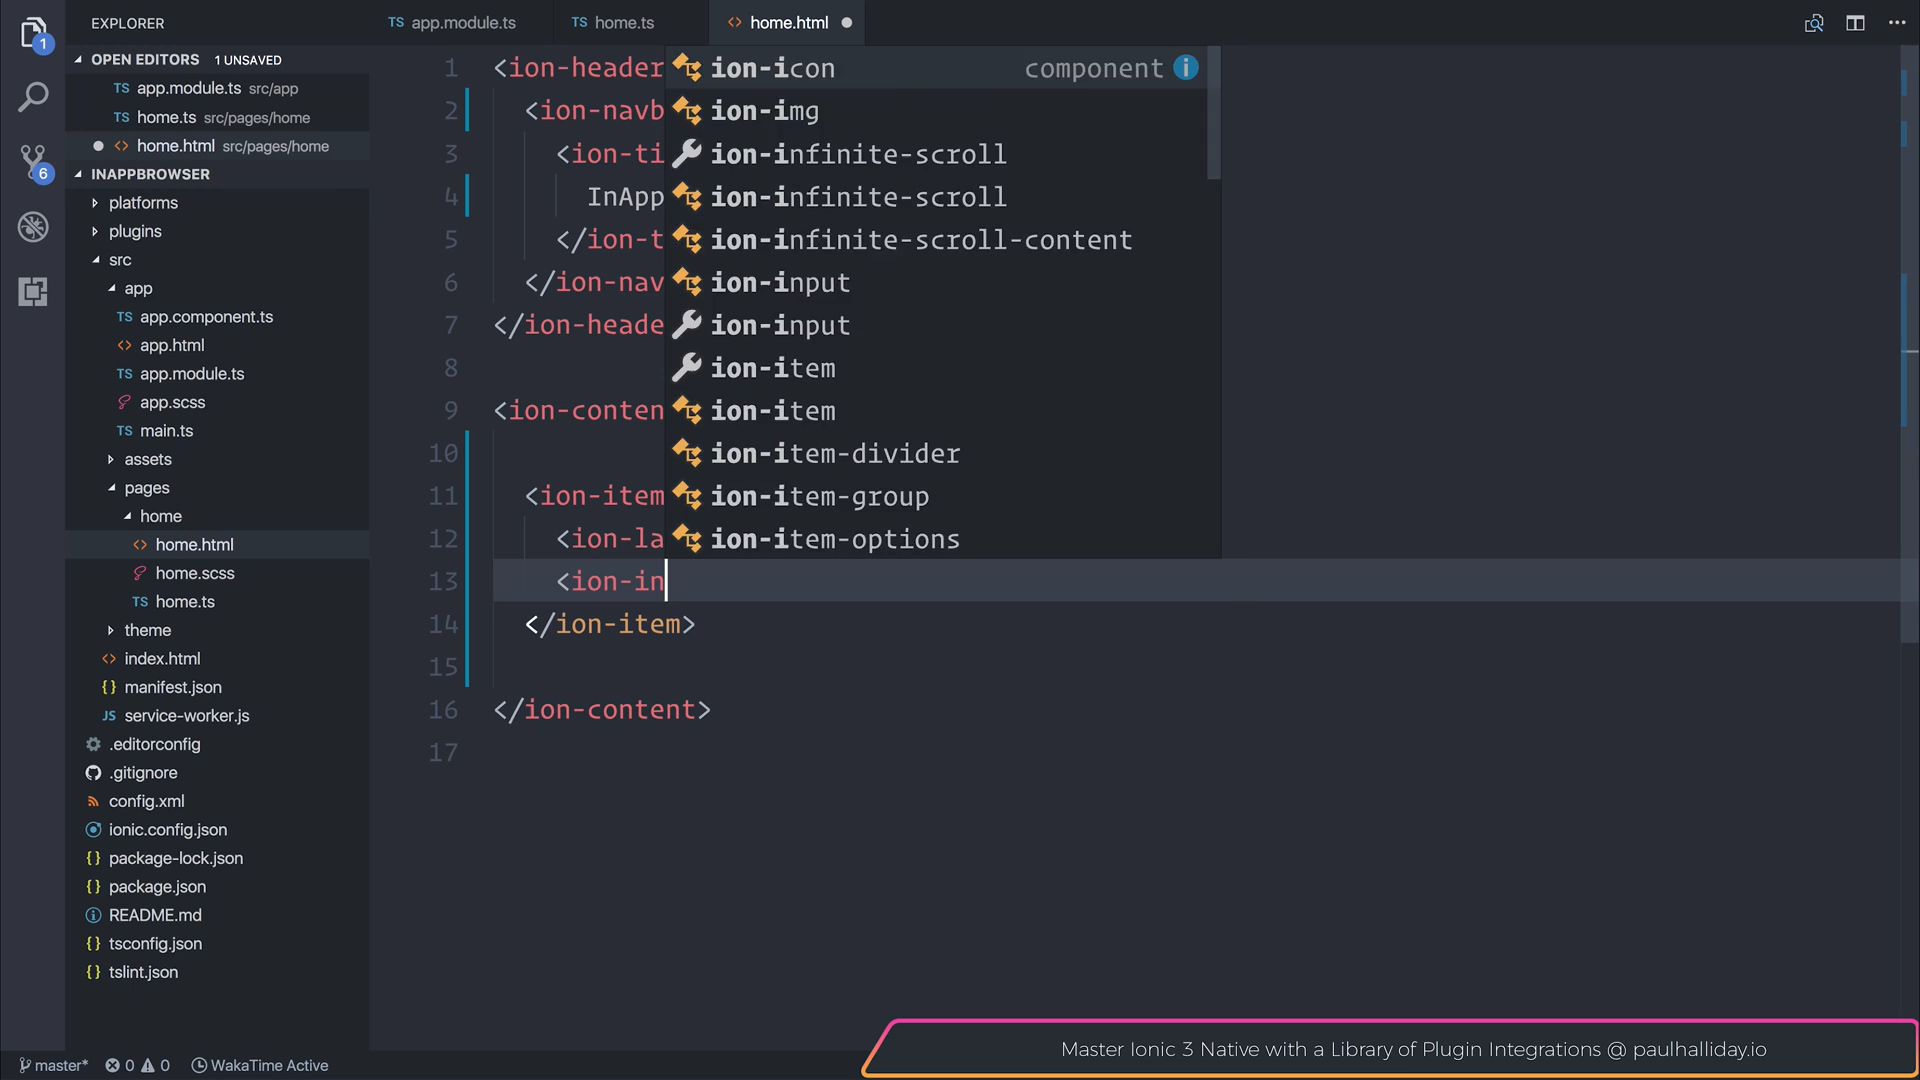 EXPLORER
TS app.module.ts
TS home.ts
<> home.html
1
OPEN EDITORS 1 UNSAVED
TS app.module.ts src/app
TS home.ts src/pages/home
<> home.html src/pages/home
INAPPBROWSER
platforms
plugins
src
app
TS app.component.ts
<> app.html
TS app.module.ts
app.scss
TS main.ts
assets
pages
home
<> home.html
home.scss
TS home.ts
theme
<> index.html
{} manifest.json
JS service-worker.js
.editorconfig
.gitignore
config.xml
ionic.config.json
{} package-lock.json
{} package.json
README.md
{} tsconfig.json
{} tslint.json
6
1 <ion-header
2 <ion-navb
3 <ion-ti
4 InApp
5 </ion-t
6 </ion-nav
7 </ion-heade
8
9 <ion-conten
10
11 <ion-item
12 <ion-la
13 <ion-in
14 </ion-item>
15
16 </ion-content>
17
ion-icon component
ion-img
ion-infinite-scroll
ion-infinite-scroll
ion-infinite-scroll-content
ion-input
ion-input
ion-item
ion-item
ion-item-divider
ion-item-group
ion-item-options
master* 0 0 WakaTime Active
Master Ionic 3 Native with a Library of Plugin Integrations @ paulhalliday.io